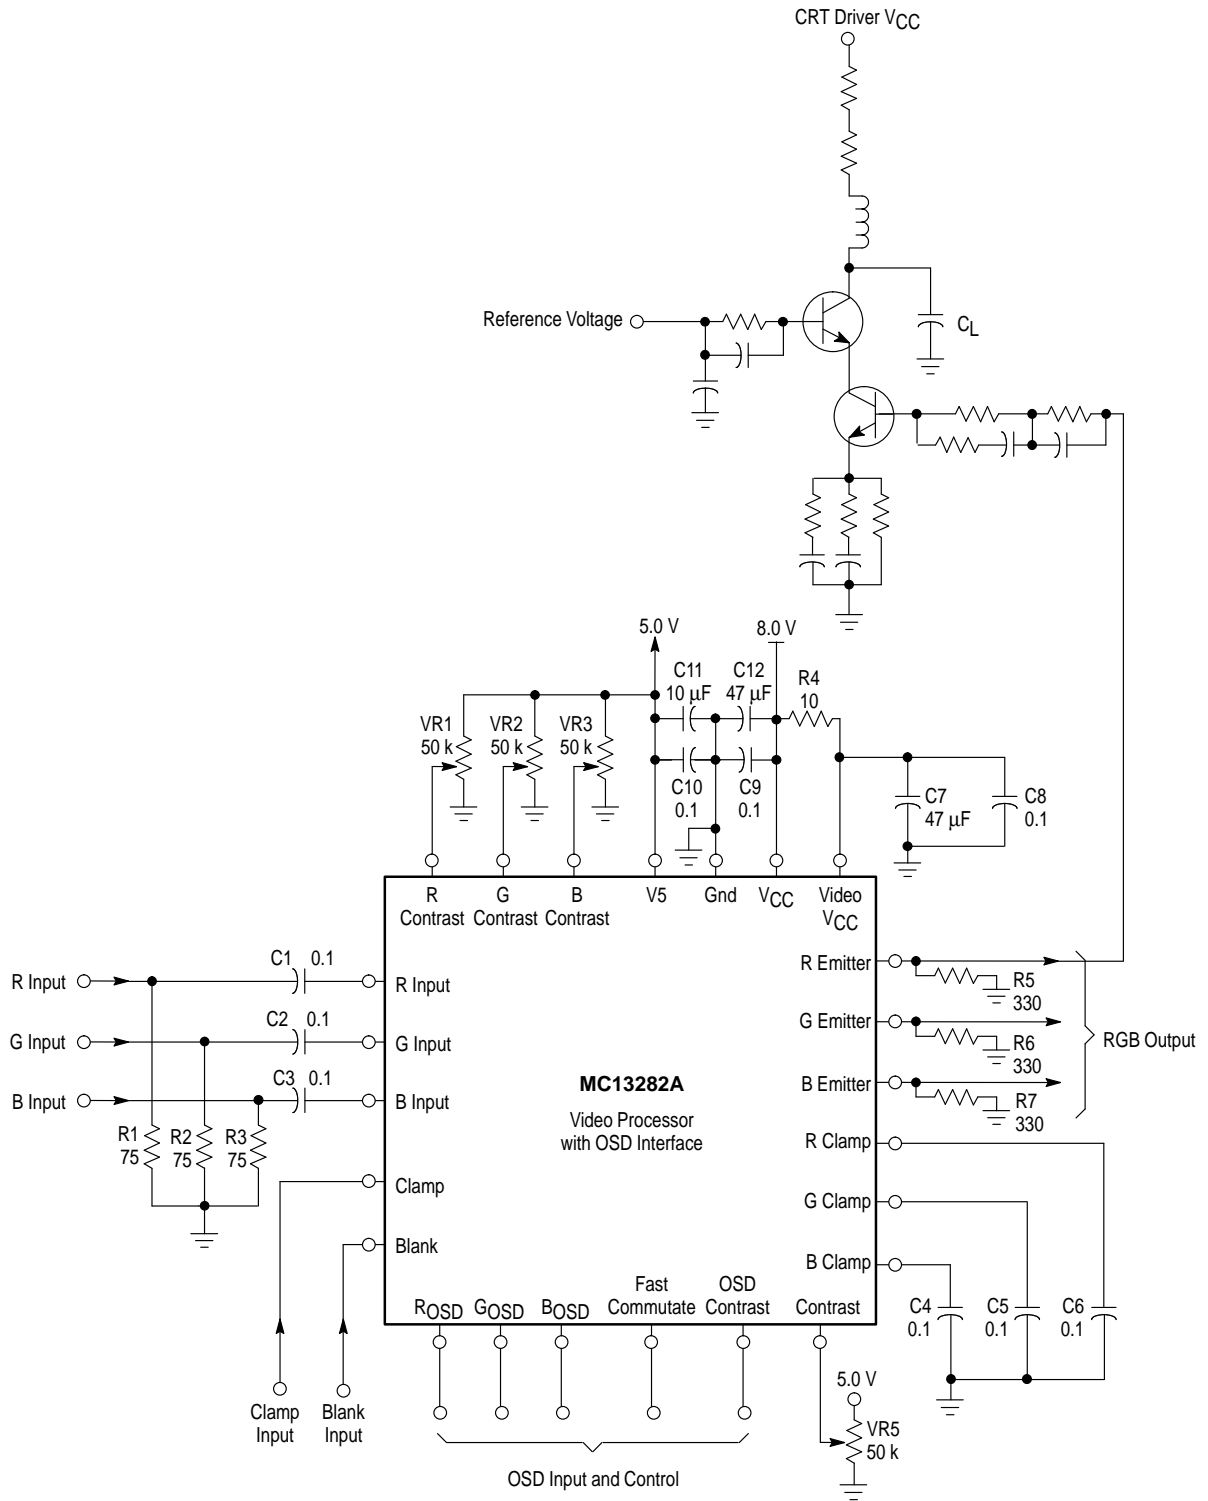 CRT Driver VCC
Reference Voltage
CL
5.0 V
8.0 V
C11
10 µF
C12
47 µF
R4
10
VR1
50 k
VR2
50 k
VR3
50 k
C10
0.1
C9
0.1
C7
47 µF
C8
0.1
R
Contrast
G
Contrast
B
Contrast
V5
Gnd
VCC
Video
VCC
R Input
C1 0.1
R Input
G Input
C2 0.1
G Input
B Input
C3 0.1
B Input
R1
75
R2
75
R3
75
Clamp
Blank
MC13282A
Video Processor
with OSD Interface
R Emitter
R5
330
G Emitter
R6
330
B Emitter
R7
330
RGB Output
R Clamp
G Clamp
B Clamp
C4
0.1
C5
0.1
C6
0.1
ROSD
GOSD
BOSD
Fast
Commutate
OSD
Contrast
Contrast
Clamp
Input
Blank
Input
5.0 V
VR5
50 k
OSD Input and Control